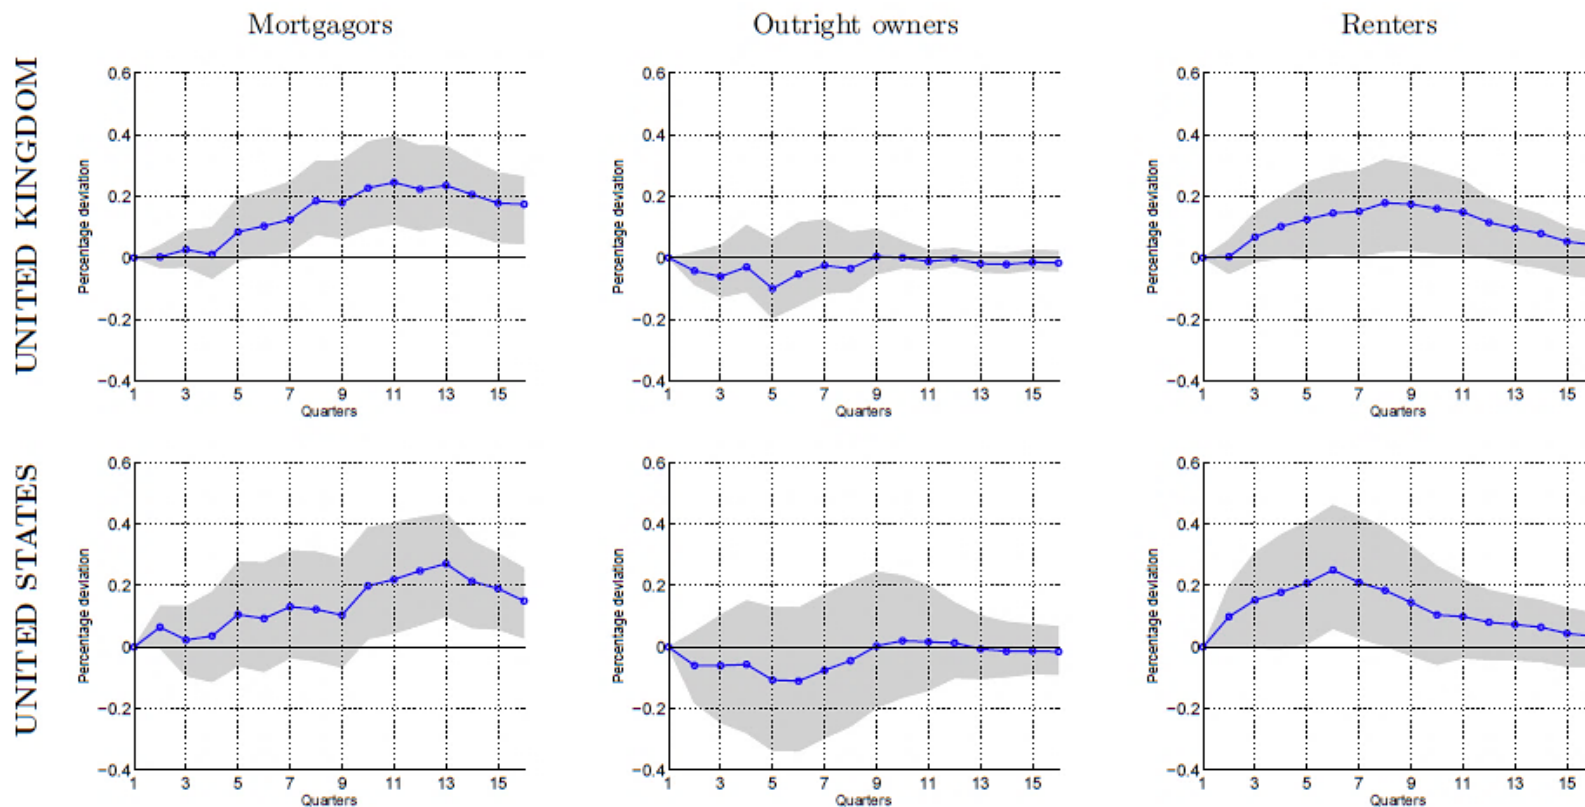 Mortgagors
Outright owners
Renters
UNITED KINGDOM
Percentage deviation
0.6
0.4
0.2
0
−0.2
−0.4
1 3 5 7 9 11 13 15
Quarters
Percentage deviation
0.6
0.4
0.2
0
−0.2
−0.4
1 3 5 7 9 11 13 15
Quarters
Percentage deviation
0.6
0.4
0.2
0
−0.2
−0.4
1 3 5 7 9 11 13 15
Quarters
UNITED STATES
Percentage deviation
0.6
0.4
0.2
0
−0.2
−0.4
1 3 5 7 9 11 13 15
Quarters
Percentage deviation
0.6
0.4
0.2
0
−0.2
−0.4
1 3 5 7 9 11 13 15
Quarters
Percentage deviation
0.6
0.4
0.2
0
−0.2
−0.4
1 3 5 7 9 11 13 15
Quarters